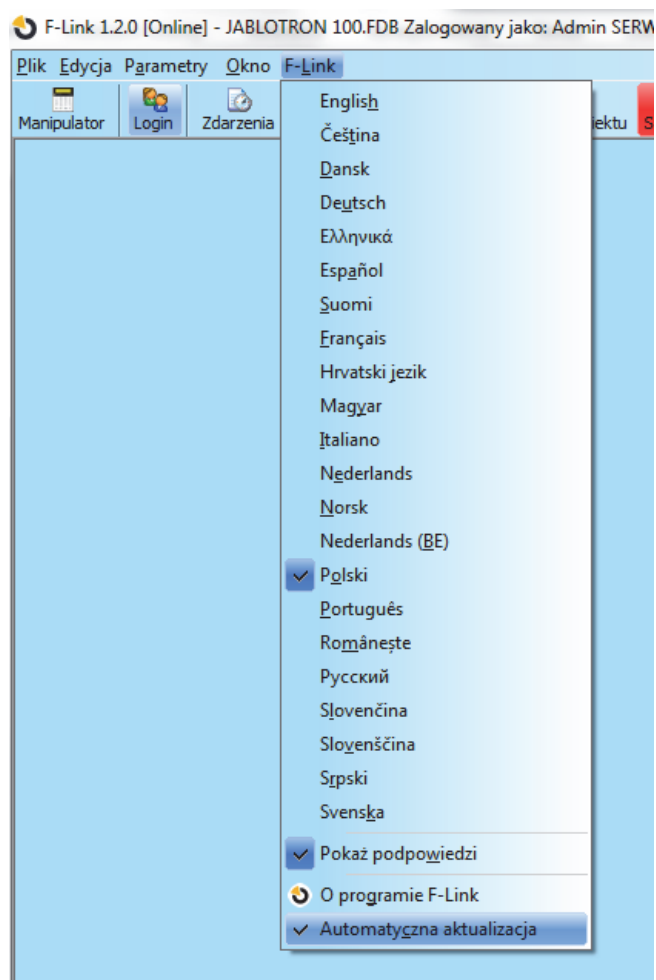 F-Link 1.2.0 [Online] - JABLOTRON 100.FDB Zalogowany jako: Admin SERW
Plik Edycja Parametry Okno F-Link
Manipulator Login Zdarzenia iektu S
English
Čeština
Dansk
Deutsch
Ελληνικά
Español
Suomi
Français
Hrvatski jezik
Magyar
Italiano
Nederlands
Norsk
Nederlands (BE)
Polski
Português
Românește
Русский
Slovenčina
Slovenščina
Srpski
Svenska
Pokaż podpowiedzi
O programie F-Link
Automatyczna aktualizacja